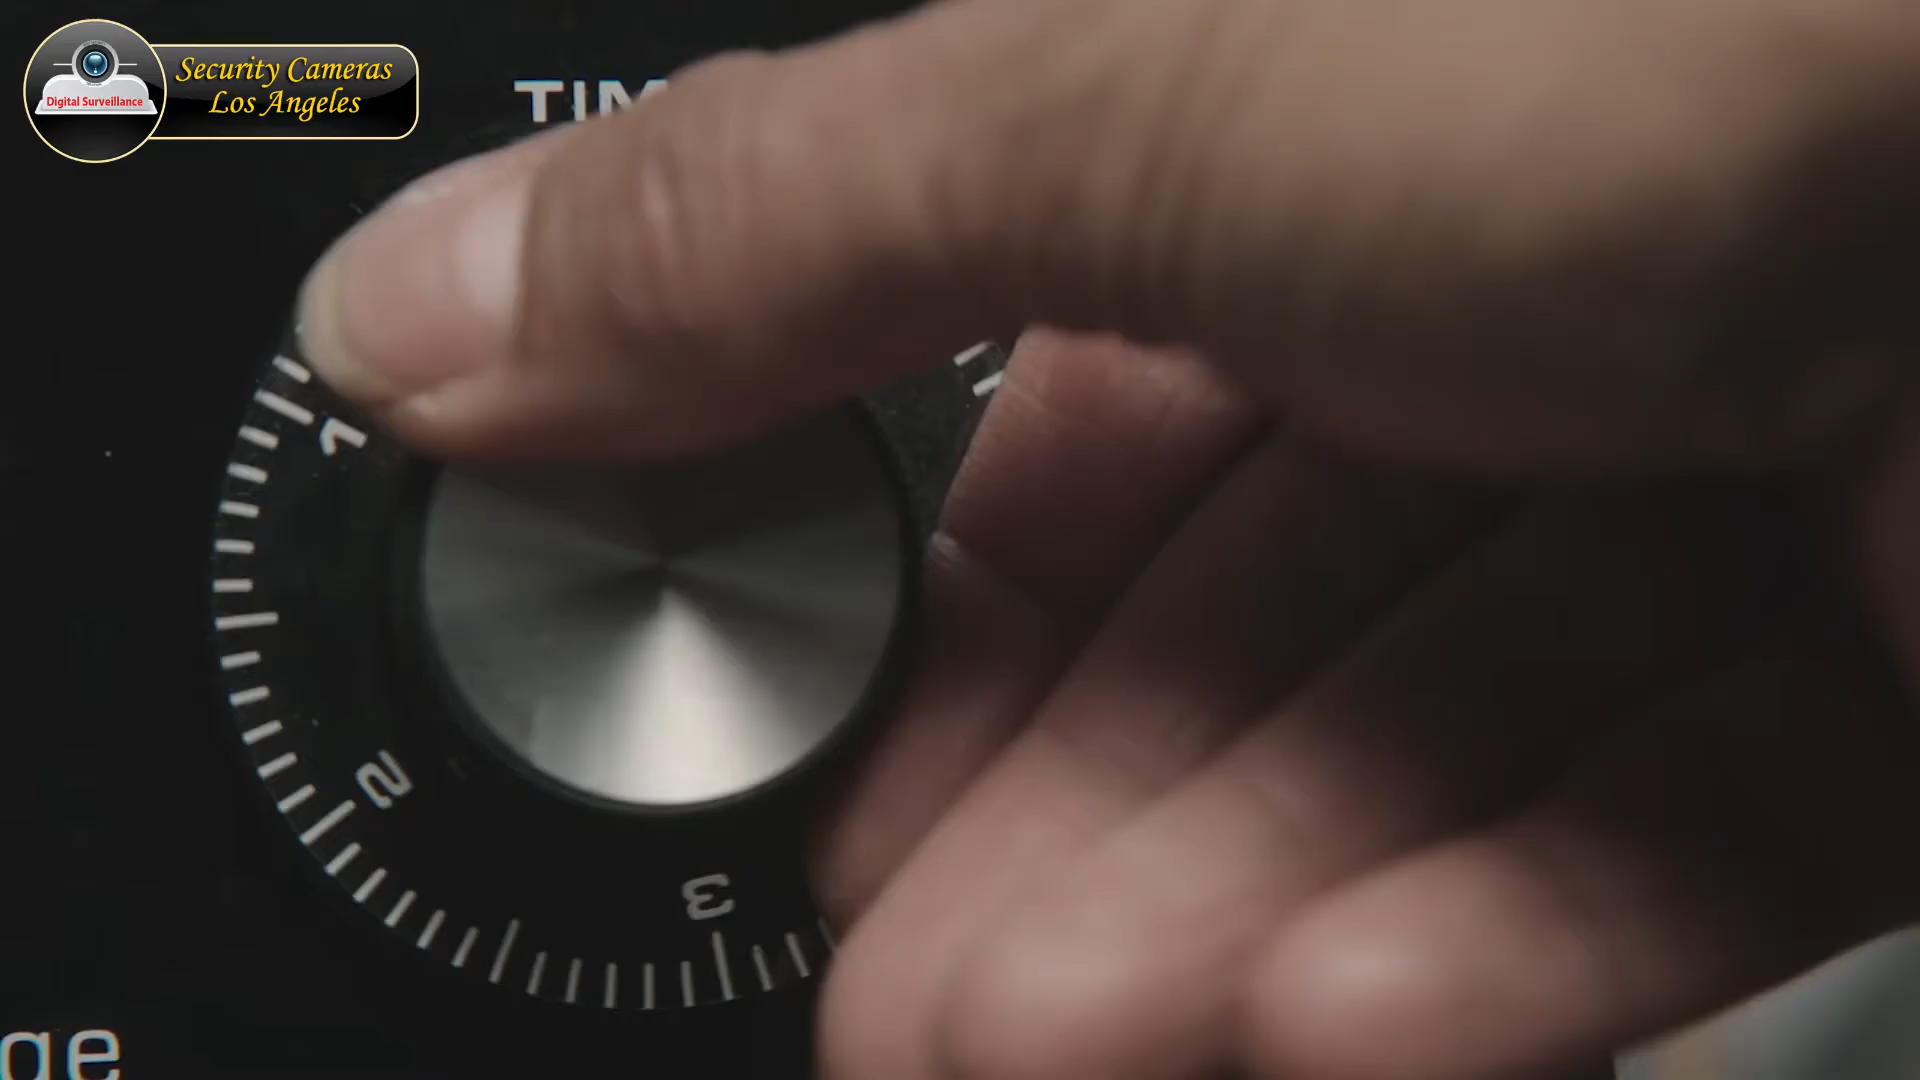 Security Cameras
Los Angeles
Digital Surveillance
TIM
1
2
3
ge